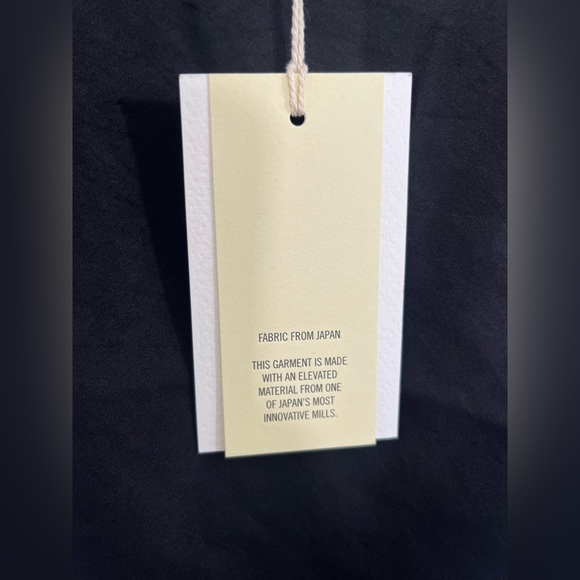 FABRIC FROM JAPAN
THIS GARMENT IS MADE
WITH AN ELEVATED
MATERIAL FROM ONE
OF JAPAN'S MOST
INNOVATIVE MILLS.